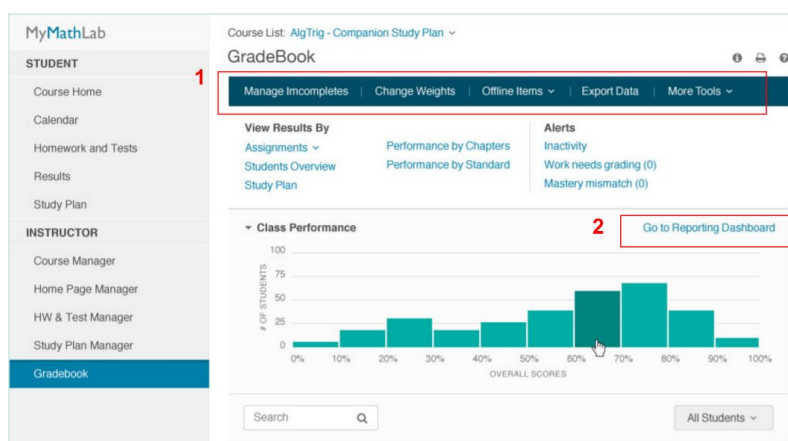 MyMathLab
STUDENT
Course Home
Calendar
Homework and Tests
Results
Study Plan
INSTRUCTOR
Course Manager
Home Page Manager
HW & Test Manager
Study Plan Manager
Gradebook
Course List: AlgTrig - Companion Study Plan
GradeBook
1
Manage Imcompletes | Change Weights | Offline Items | Export Data | More Tools
View Results By
Assignments
Students Overview
Study Plan
Performance by Chapters
Performance by Standard
Alerts
Inactivity
Work needs grading (0)
Mastery mismatch (0)
Class Performance
2
Go to Reporting Dashboard
# OF STUDENTS
100
75
50
25
0
0% 10% 20% 30% 40% 50% 60% 70% 80% 90% 100%
OVERALL SCORES
Search
All Students